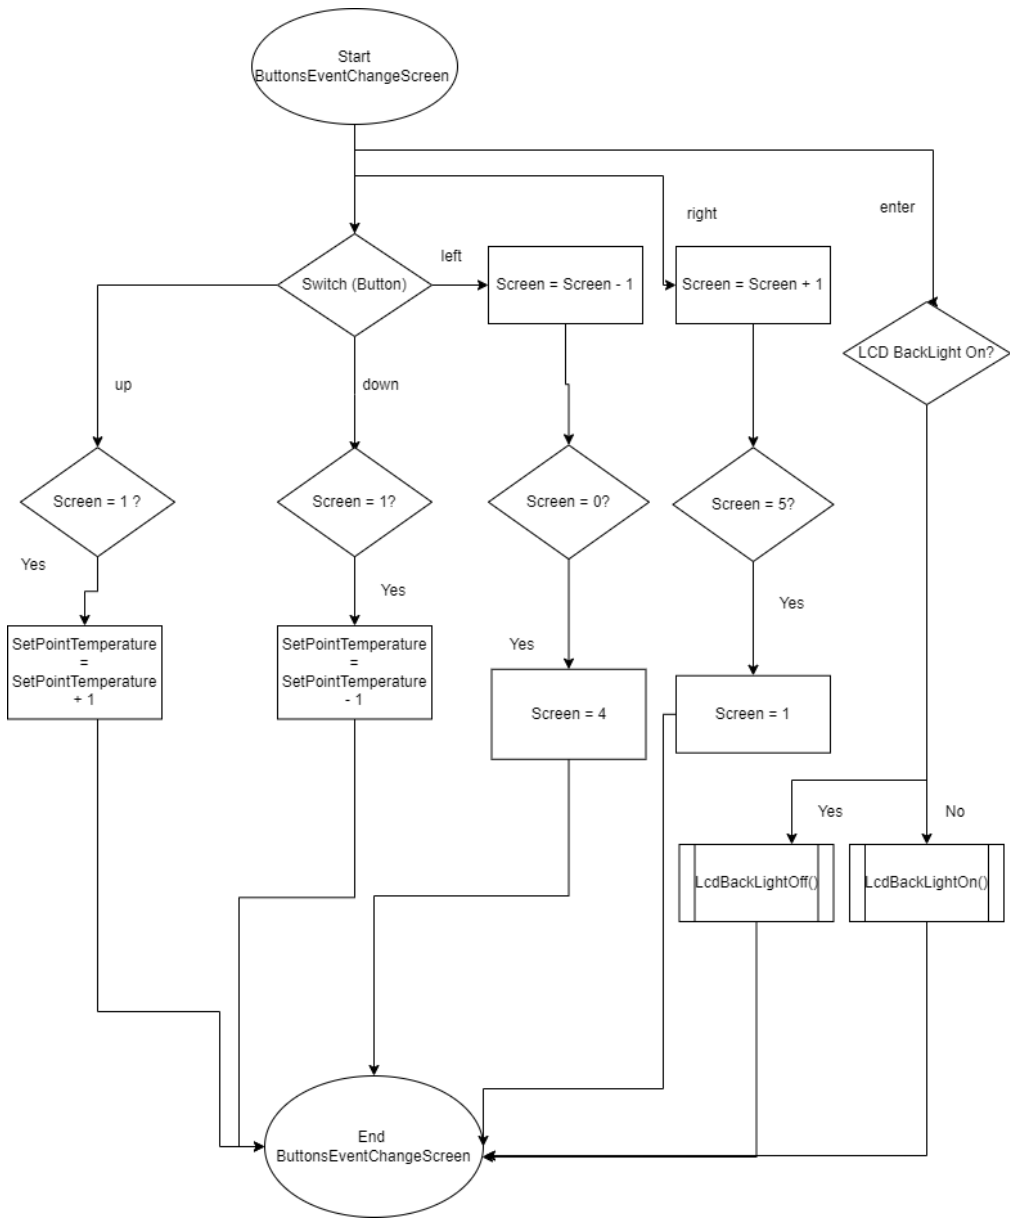 Start
ButtonsEventChangeScreen
enter
right
left
Switch (Button)
Screen = Screen - 1
Screen = Screen + 1
LCD BackLight On?
up
down
Screen = 1 ?
Screen = 1?
Screen = 0?
Screen = 5?
Yes
Yes
Yes
Yes
SetPointTemperature
=
SetPointTemperature
+ 1
SetPointTemperature
=
SetPointTemperature
- 1
Screen = 4
Screen = 1
Yes
No
LcdBackLightOff()
LcdBackLightOn()
End
ButtonsEventChangeScreen